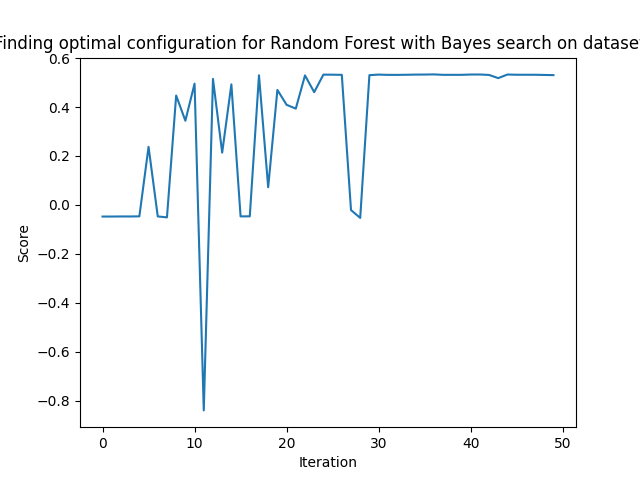 Finding optimal configuration for Random Forest with Bayes search on dataset
0.6
0.4
0.2
0.0
−0.2
−0.4
−0.6
−0.8
Score
0 10 20 30 40 50
Iteration